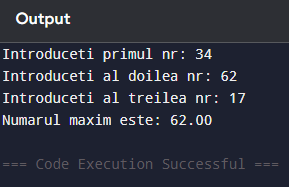 Output
Introduceti primul nr: 34
Introduceti al doilea nr: 62
Introduceti al treilea nr: 17
Numarul maxim este: 62.00
=== Code Execution Successful ===